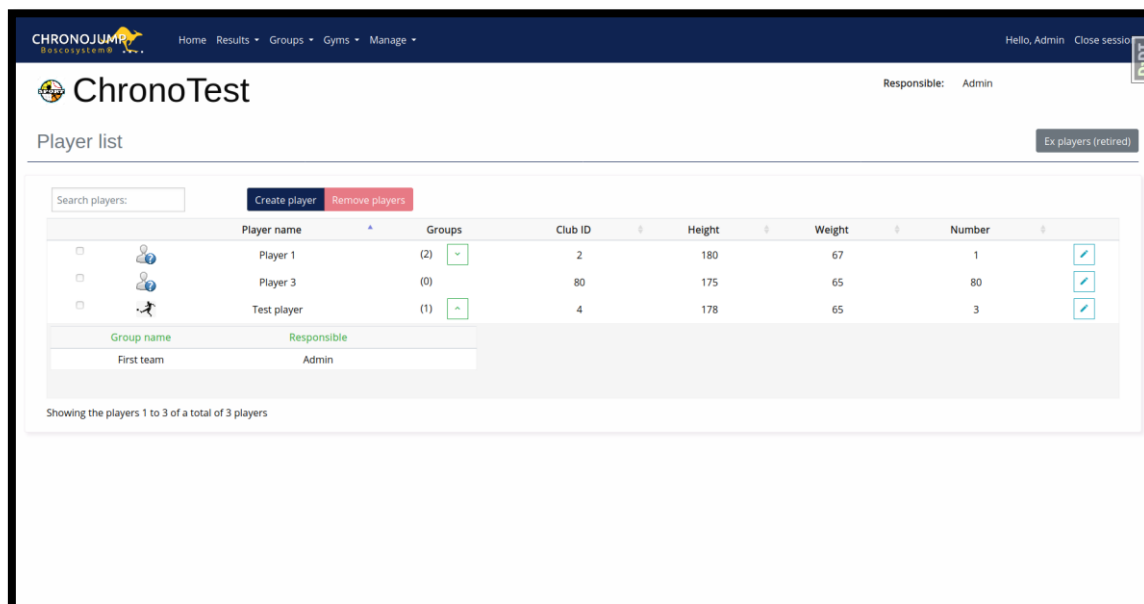 CHRONOJUMP Home Results Groups Gyms Manage Hello, Admin Close session
Boscosystem®
ChronoTest Responsible: Admin
Player list Ex players (retired)
Search players: Create player Remove players
Player name Groups Club ID Height Weight Number
Player 1 (2) 2 180 67 1
Player 3 (0) 80 175 65 80
Test player (1) 4 178 65 3
Group name Responsible
First team Admin
Showing the players 1 to 3 of a total of 3 players